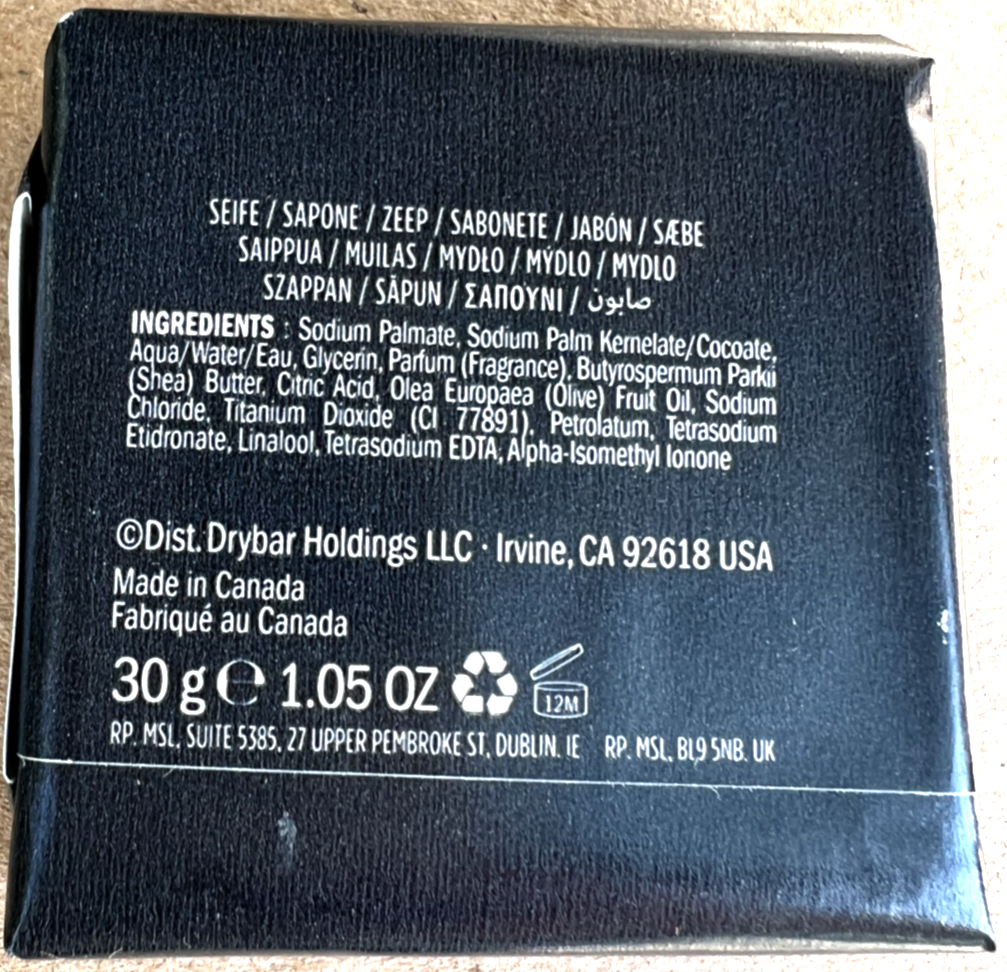 SEIFE / SAPONE / ZEEP / SABONETE / JABÓN / SÆBE
SAIPPUA / MUILAS / MYDŁO / MÝDLO / MYDLO
SZAPPAN / SĂPUN / ΣΑΠΟΥΝΙ / صابون
INGREDIENTS : Sodium Palmate, Sodium Palm Kernelate/Cocoate,
Aqua/Water/Eau, Glycerin, Parfum (Fragrance), Butyrospermum Parkii
(Shea) Butter, Citric Acid, Olea Europaea (Olive) Fruit Oil, Sodium
Chloride, Titanium Dioxide (CI 77891), Petrolatum, Tetrasodium
Etidronate, Linalool, Tetrasodium EDTA, Alpha-Isomethyl Ionone
©Dist. Drybar Holdings LLC · Irvine, CA 92618 USA
Made in Canada
Fabriqué au Canada
30 g ℮ 1.05 OZ 12M
RP. MSL, SUITE 5385, 27 UPPER PEMBROKE ST, DUBLIN. IE RP. MSL, BL9 5NB. UK